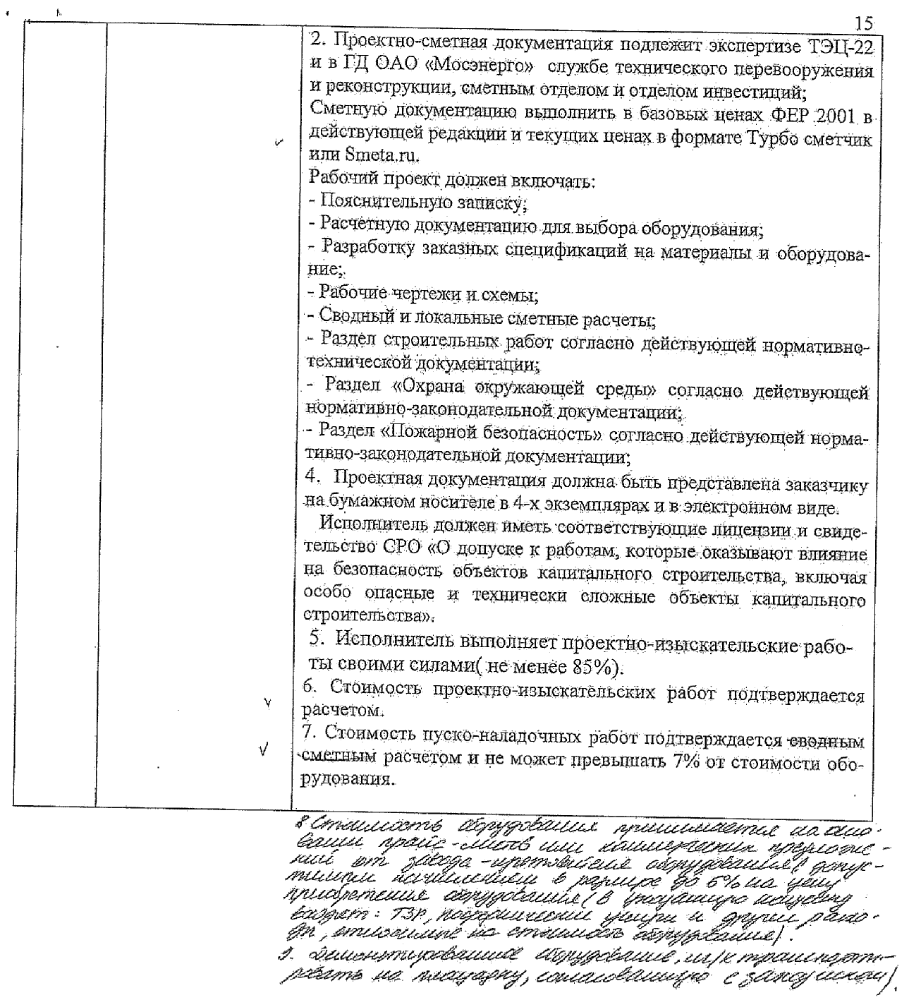 15
2. Проектно-сметная документация подлежит экспертизе ТЭЦ-22
и в ГД ОАО «Мосэнерго» службе технического перевооружения
и реконструкции, сметным отделом и отделом инвестиций;
Сметную документацию выполнить в базовых ценах ФЕР 2001 в
действующей редакции и текущих ценах в формате Турбо сметчик
или Smeta.ru.
Рабочий проект должен включать:
- Пояснительную записку;
- Расчётную документацию для выбора оборудования;
- Разработку заказных спецификаций на материалы и оборудова-
ние;
- Рабочие чертежи и схемы;
- Сводный и локальные сметные расчеты;
- Раздел строительных работ согласно действующей нормативно-
технической документации;
- Раздел «Охрана окружающей среды» согласно действующей
нормативно-законодательной документации;
- Раздел «Пожарной безопасность» согласно действующей норма-
тивно-законодательной документации;
4. Проектная документация должна быть представлена заказчику
на бумажном носителе в 4-х экземплярах и в электронном виде.
Исполнитель должен иметь соответствующие лицензии и свиде-
тельство СРО «О допуске к работам, которые оказывают влияние
на безопасность объектов капитального строительства, включая
особо опасные и технически сложные объекты капитального
строительства».
5. Исполнитель выполняет проектно-изыскательские рабо-
ты своими силами( не менее 85%).
6. Стоимость проектно-изыскательских работ подтверждается
расчетом.
7. Стоимость пуско-наладочных работ подтверждается сводным
сметным расчетом и не может превышать 7% от стоимости обо-
рудования.
8 Стоимость оборудования принимается на осно-
вании прайс-листов или коммерческих предложе-
ний от завода-изготовителя оборудования с допус-
тимым начислением в размере до 6% на цену
приобретения оборудования (в указанную наценку
входят: ТЗР, посреднические услуги и другие расхо-
ды, относимые на стоимость оборудования).
9. Демонтированное оборудование, м/к транспорти-
ровать на площадку, согласованную с заказчиком).